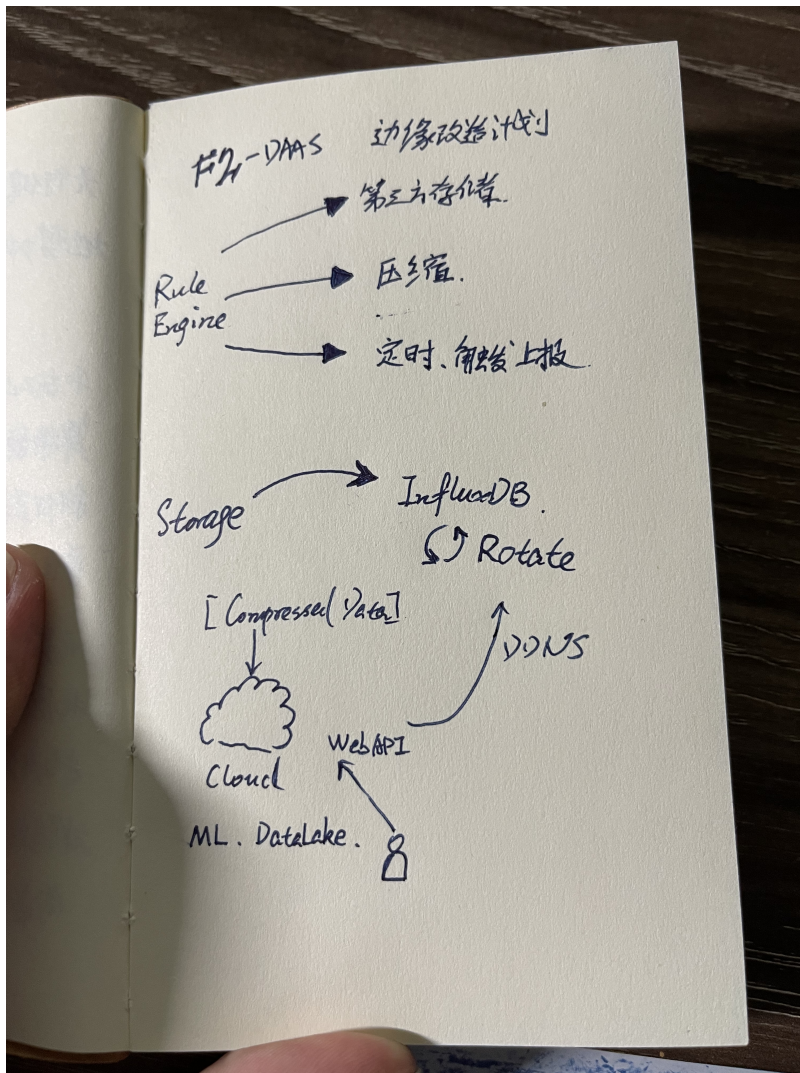 -DAAS 边缘改造计划
第三方存储.
Rule
Engine
压缩.
....
定时、触发上报.
Storage
InfluxDB.
Rotate
[Compressed Data]
DDNS
WebAPI
Cloud
ML. DataLake.